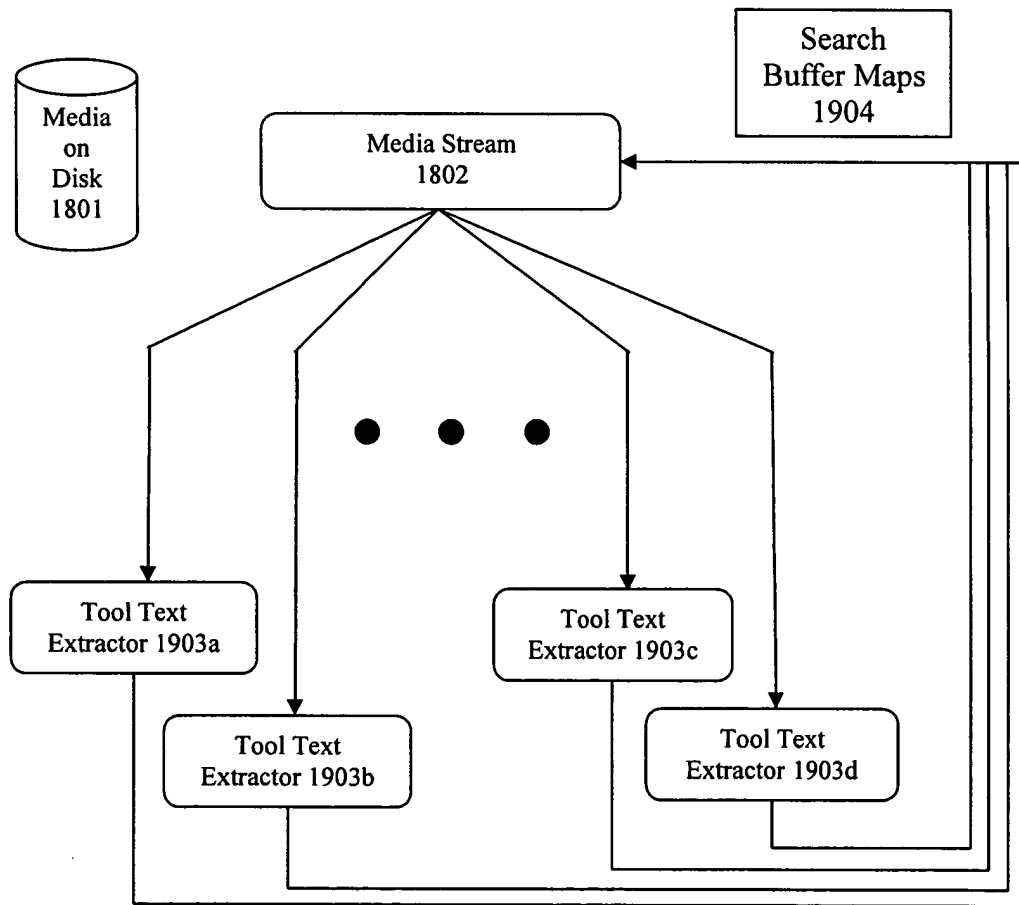 Search
Buffer Maps
1904
Media
on
Disk
1801
Media Stream
1802
Tool Text
Extractor 1903a
Tool Text
Extractor 1903c
Tool Text
Extractor 1903b
Tool Text
Extractor 1903d